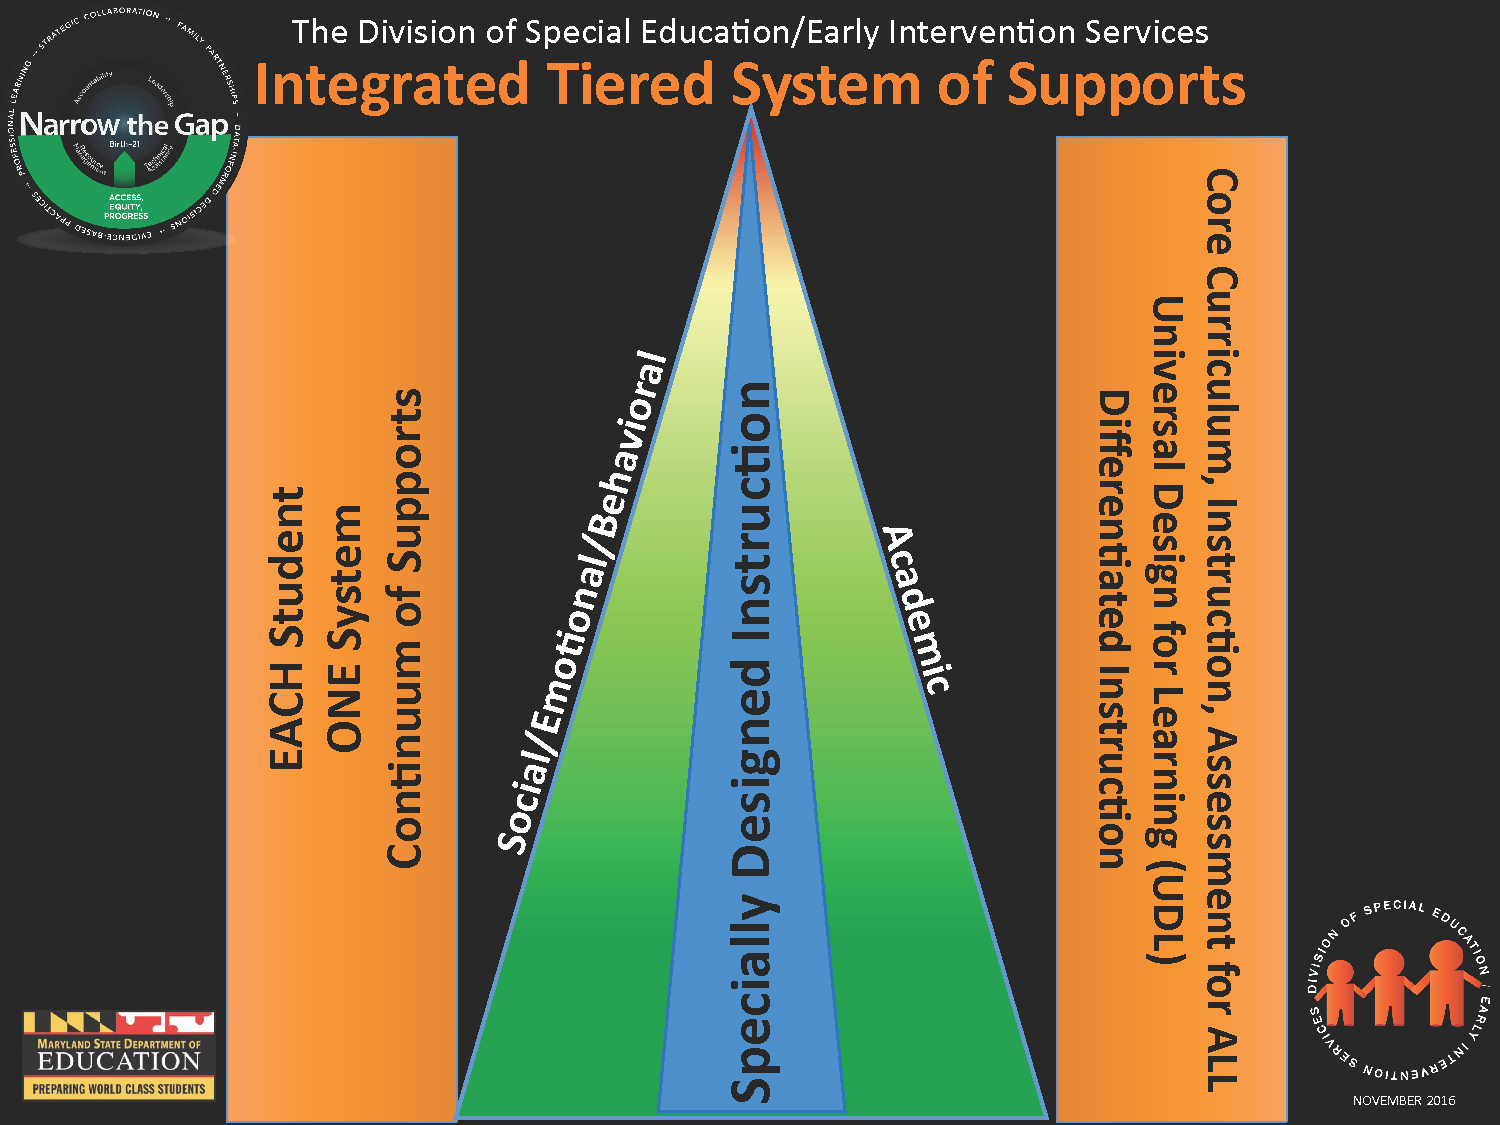 The Division of Special Education/Early Intervention Services
Integrated Tiered System of Supports
STRATEGIC COLLABORATION ~ FAMILY PARTNERSHIPS ~ DATA-INFORMED DECISIONS ~ EVIDENCE-BASED PRACTICES ~ PROFESSIONAL LEARNING ~
Accountability
Leadership
Narrow the Gap
Birth–21
Resource Management
Technical Assistance
ACCESS,
EQUITY,
PROGRESS
EACH Student
ONE System
Continuum of Supports
Social/Emotional/Behavioral
Specially Designed Instruction
Academic
Core Curriculum, Instruction, Assessment for ALL
Universal Design for Learning (UDL)
Differentiated Instruction
MARYLAND STATE DEPARTMENT OF
EDUCATION
PREPARING WORLD CLASS STUDENTS
DIVISION OF SPECIAL EDUCATION / EARLY INTERVENTION SERVICES
NOVEMBER 2016